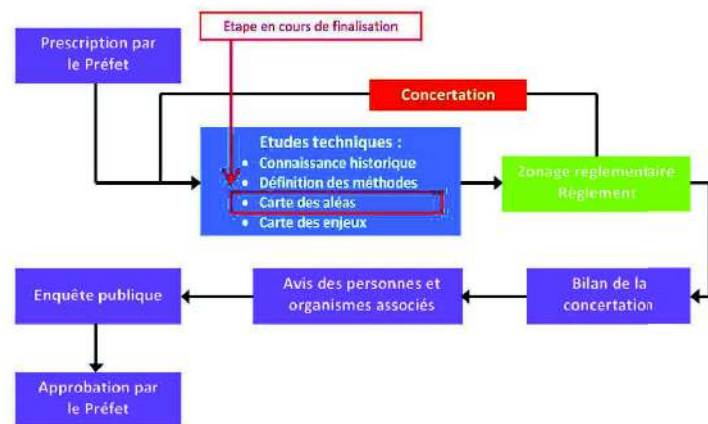 Etape en cours de finalisation
Prescription par
le Préfet
Concertation
Etudes techniques :
• Connaissance historique
• Définition des méthodes
• Carte des aléas
• Carte des enjeux
Zonage reglementaire
Règlement
Bilan de la
concertation
Avis des personnes et
organismes associés
Enquête publique
Approbation par
le Préfet